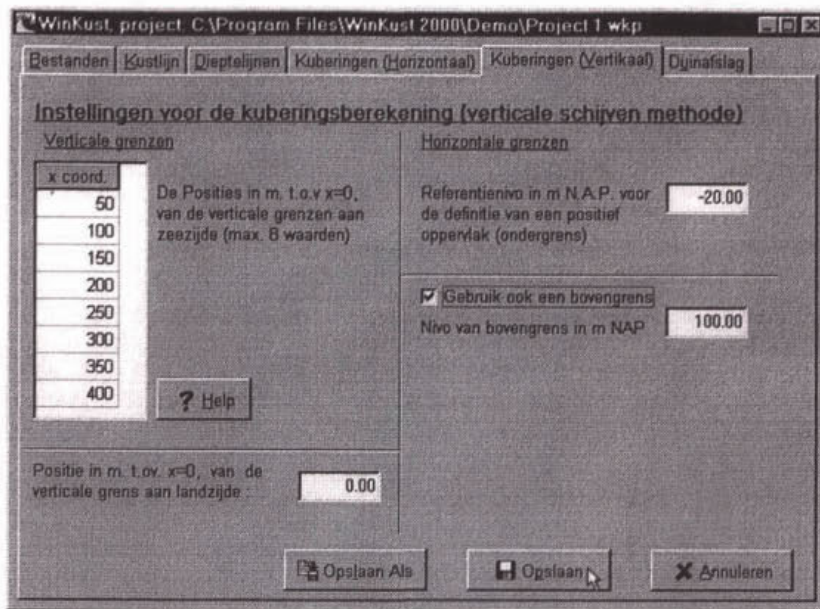 WinKust, project: C:\Program Files\WinKust 2000\Demo\Project 1.wkp
Bestanden Kustlijn Dieptelijnen Kuberingen (Horizontaal) Kuberingen (Vertikaal) Duinafslag
Instellingen voor de kuberingsberekening (verticale schijven methode)
Verticale grenzen
x coord.
50
100
150
200
250
300
350
400
De Posities in m. t.o.v x=0,
van de verticale grenzen aan
zeezijde (max. 8 waarden)
? Help
Positie in m. t.ov. x=0, van de
verticale grens aan landzijde :
0.00
Horizontale grenzen
Referentienivo in m N.A.P. voor
de definitie van een positief
oppervlak (ondergrens)
-20.00
Gebruik ook een bovengrens
Nivo van bovengrens in m NAP
100.00
Opslaan Als
Opslaan
Annuleren